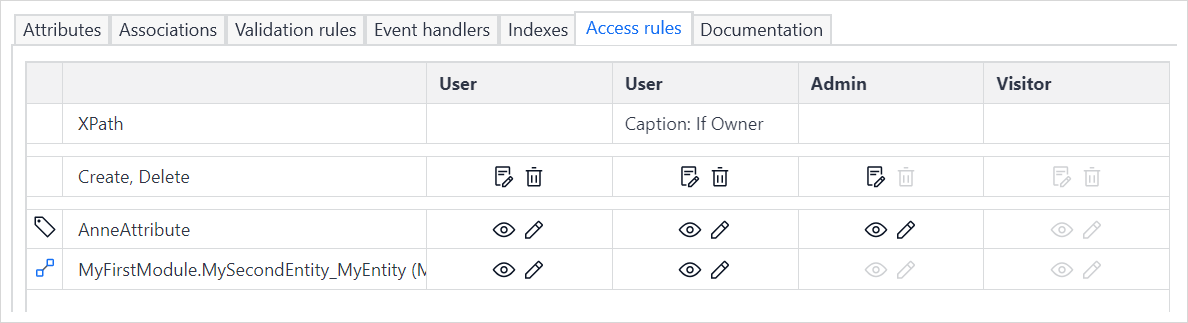 Attributes Associations Validation rules Event handlers Indexes Access rules Documentation
User User Admin Visitor
XPath Caption: If Owner
Create, Delete
AnneAttribute
MyFirstModule.MySecondEntity_MyEntity (M